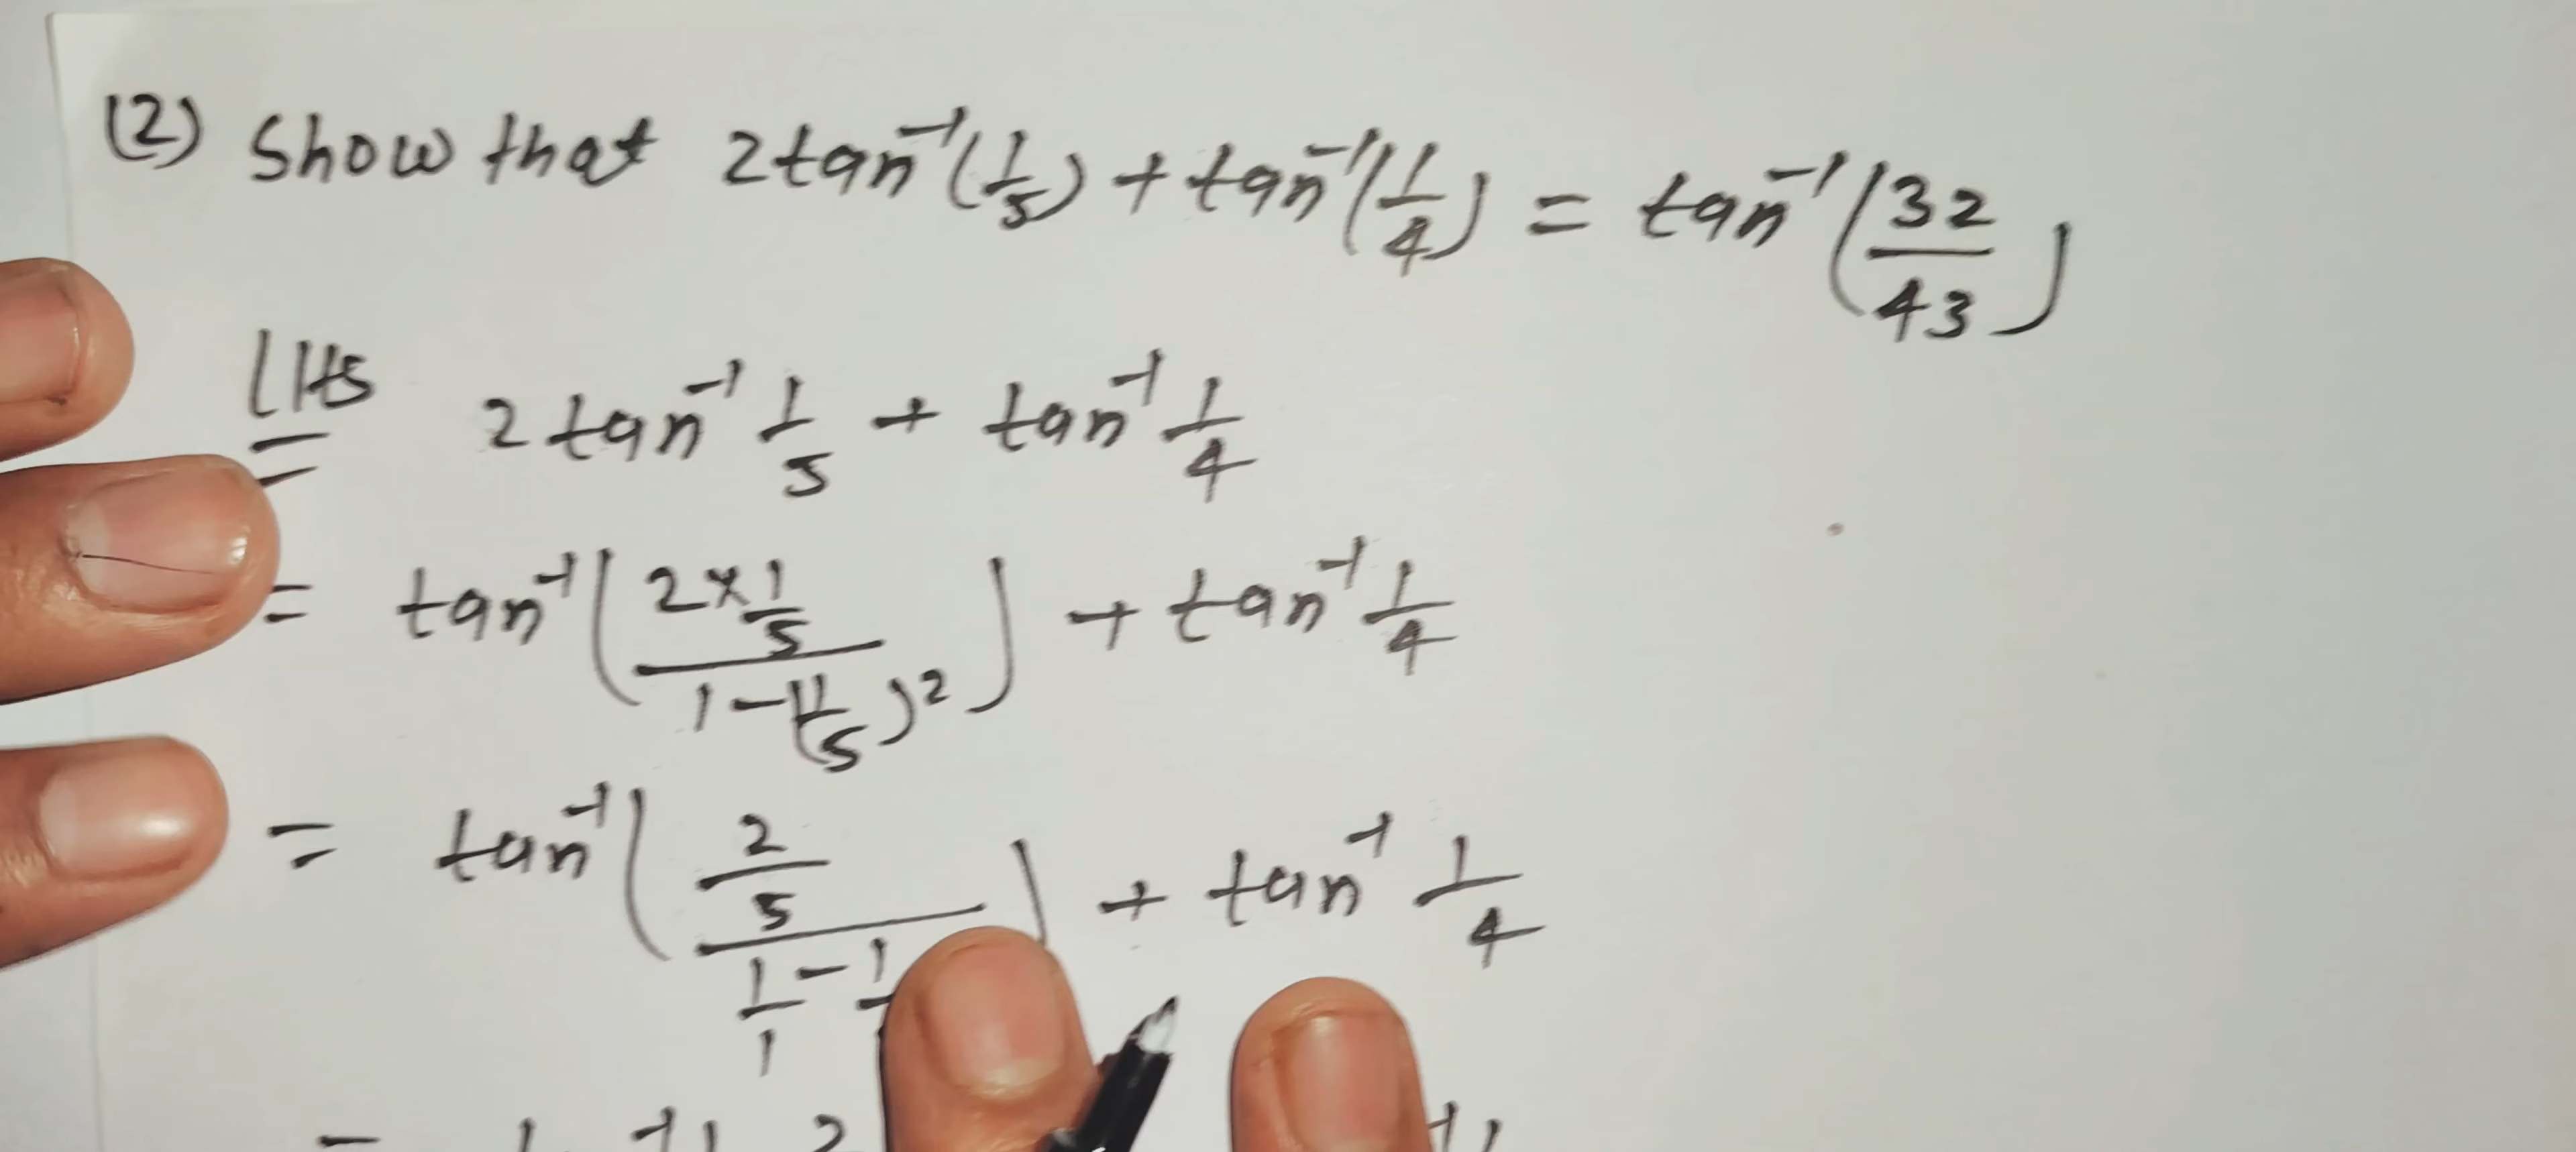 (2) Show that 2tan⁻¹(1/5) + tan⁻¹(1/4) = tan⁻¹(32/43)
LHS 2tan⁻¹ 1/5 + tan⁻¹ 1/4
= tan⁻¹(2×1/5 / 1-(1/5)²) + tan⁻¹ 1/4
= tan⁻¹(2/5 / 1/1 - 1/) + tan⁻¹ 1/4